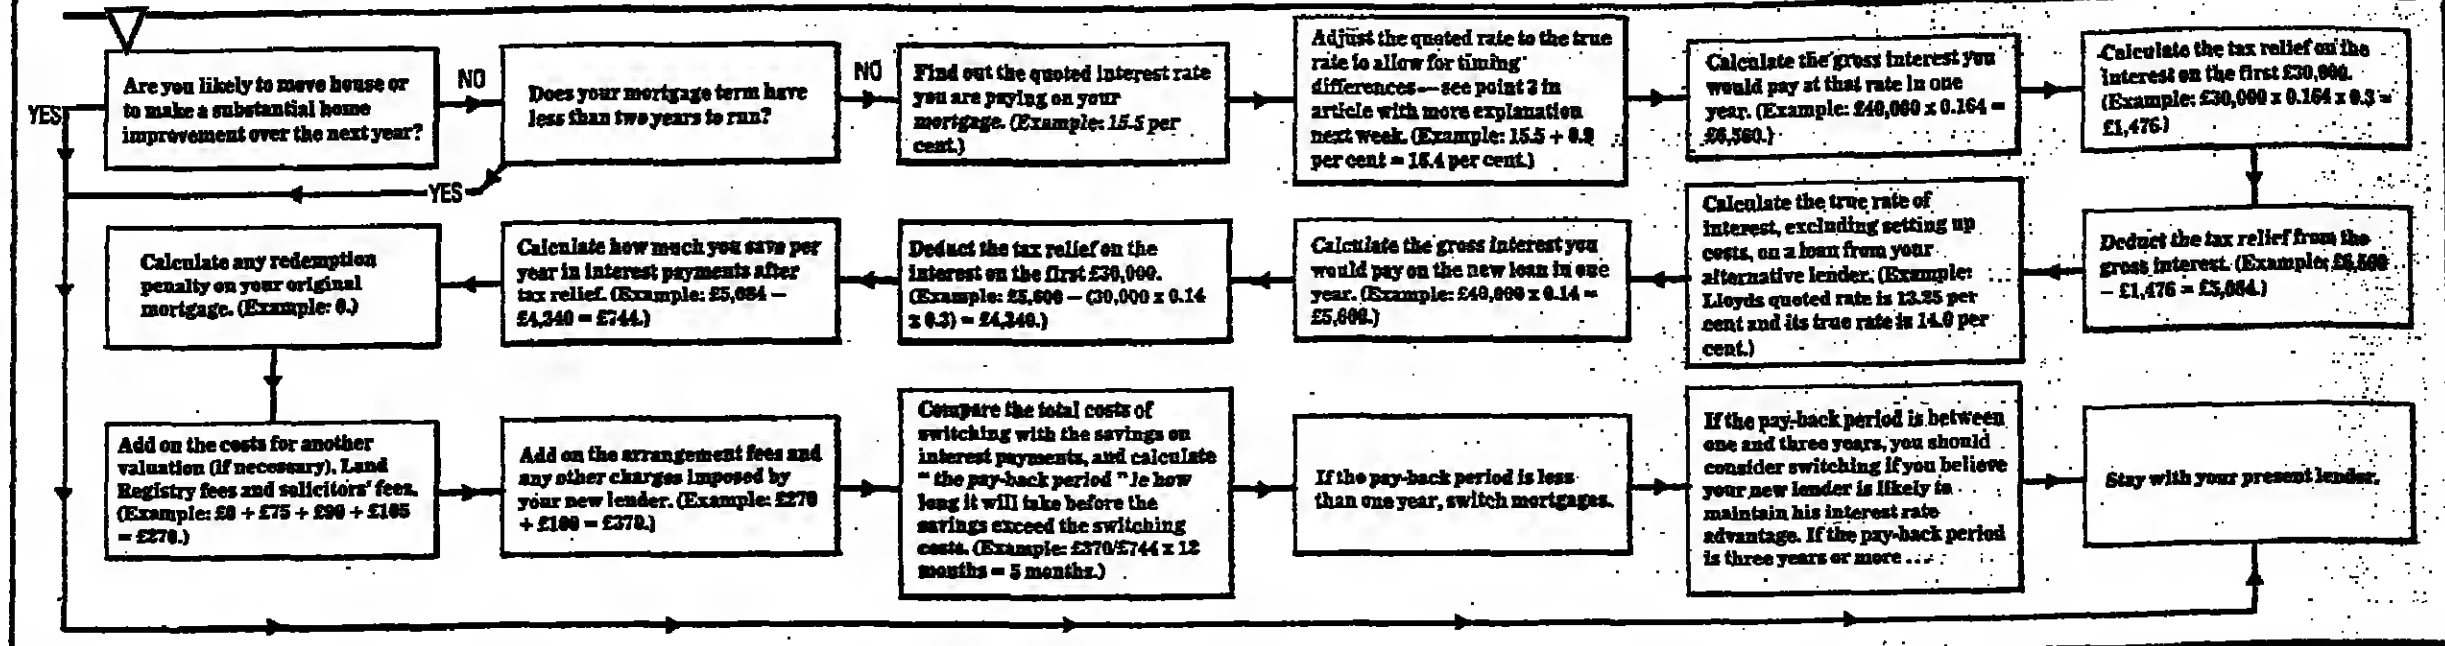 Are you likely to move house or
to make a substantial home
improvement over the next year?
YES
NO
Does your mortgage term have
less than two years to run?
YES
NO
Find out the quoted interest rate
you are paying on your
mortgage. (Example: 15.5 per
cent.)
Adjust the quoted rate to the true
rate to allow for timing
differences — see point 3 in
article with more explanation
next week. (Example: 15.5 + 0.9
per cent = 16.4 per cent.)
Calculate the gross interest you
would pay at that rate in one
year. (Example: £40,000 x 0.164 =
£6,560.)
Calculate the tax relief on the
interest on the first £30,000.
(Example: £30,000 x 0.164 x 0.3 =
£1,476.)
Deduct the tax relief from the
gross interest. (Example: £6,560
– £1,476 = £5,084.)
Calculate the true rate of
interest, excluding setting up
costs, on a loan from your
alternative lender. (Example:
Lloyds quoted rate is 13.25 per
cent and its true rate is 14.0 per
cent.)
Calculate the gross interest you
would pay on the new loan in one
year. (Example: £40,000 x 0.14 =
£5,600.)
Deduct the tax relief on the
interest on the first £30,000.
(Example: £5,600 – (30,000 x 0.14
x 0.3) = £4,340.)
Calculate how much you save per
year in interest payments after
tax relief. (Example: £5,084 –
£4,340 = £744.)
Calculate any redemption
penalty on your original
mortgage. (Example: 0.)
Add on the costs for another
valuation (if necessary), Land
Registry fees and solicitors' fees.
(Example: £0 + £75 + £90 + £105
= £270.)
Add on the arrangement fees and
any other charges imposed by
your new lender. (Example: £270
+ £100 = £370.)
Compare the total costs of
switching with the savings on
interest payments, and calculate
"the pay-back period" ie how
long it will take before the
savings exceed the switching
costs. (Example: £370/£744 x 12
months = 5 months.)
If the pay-back period is less
than one year, switch mortgages.
If the pay-back period is between
one and three years, you should
consider switching if you believe
your new lender is likely to
maintain his interest rate
advantage. If the pay-back period
is three years or more ...
Stay with your present lender.